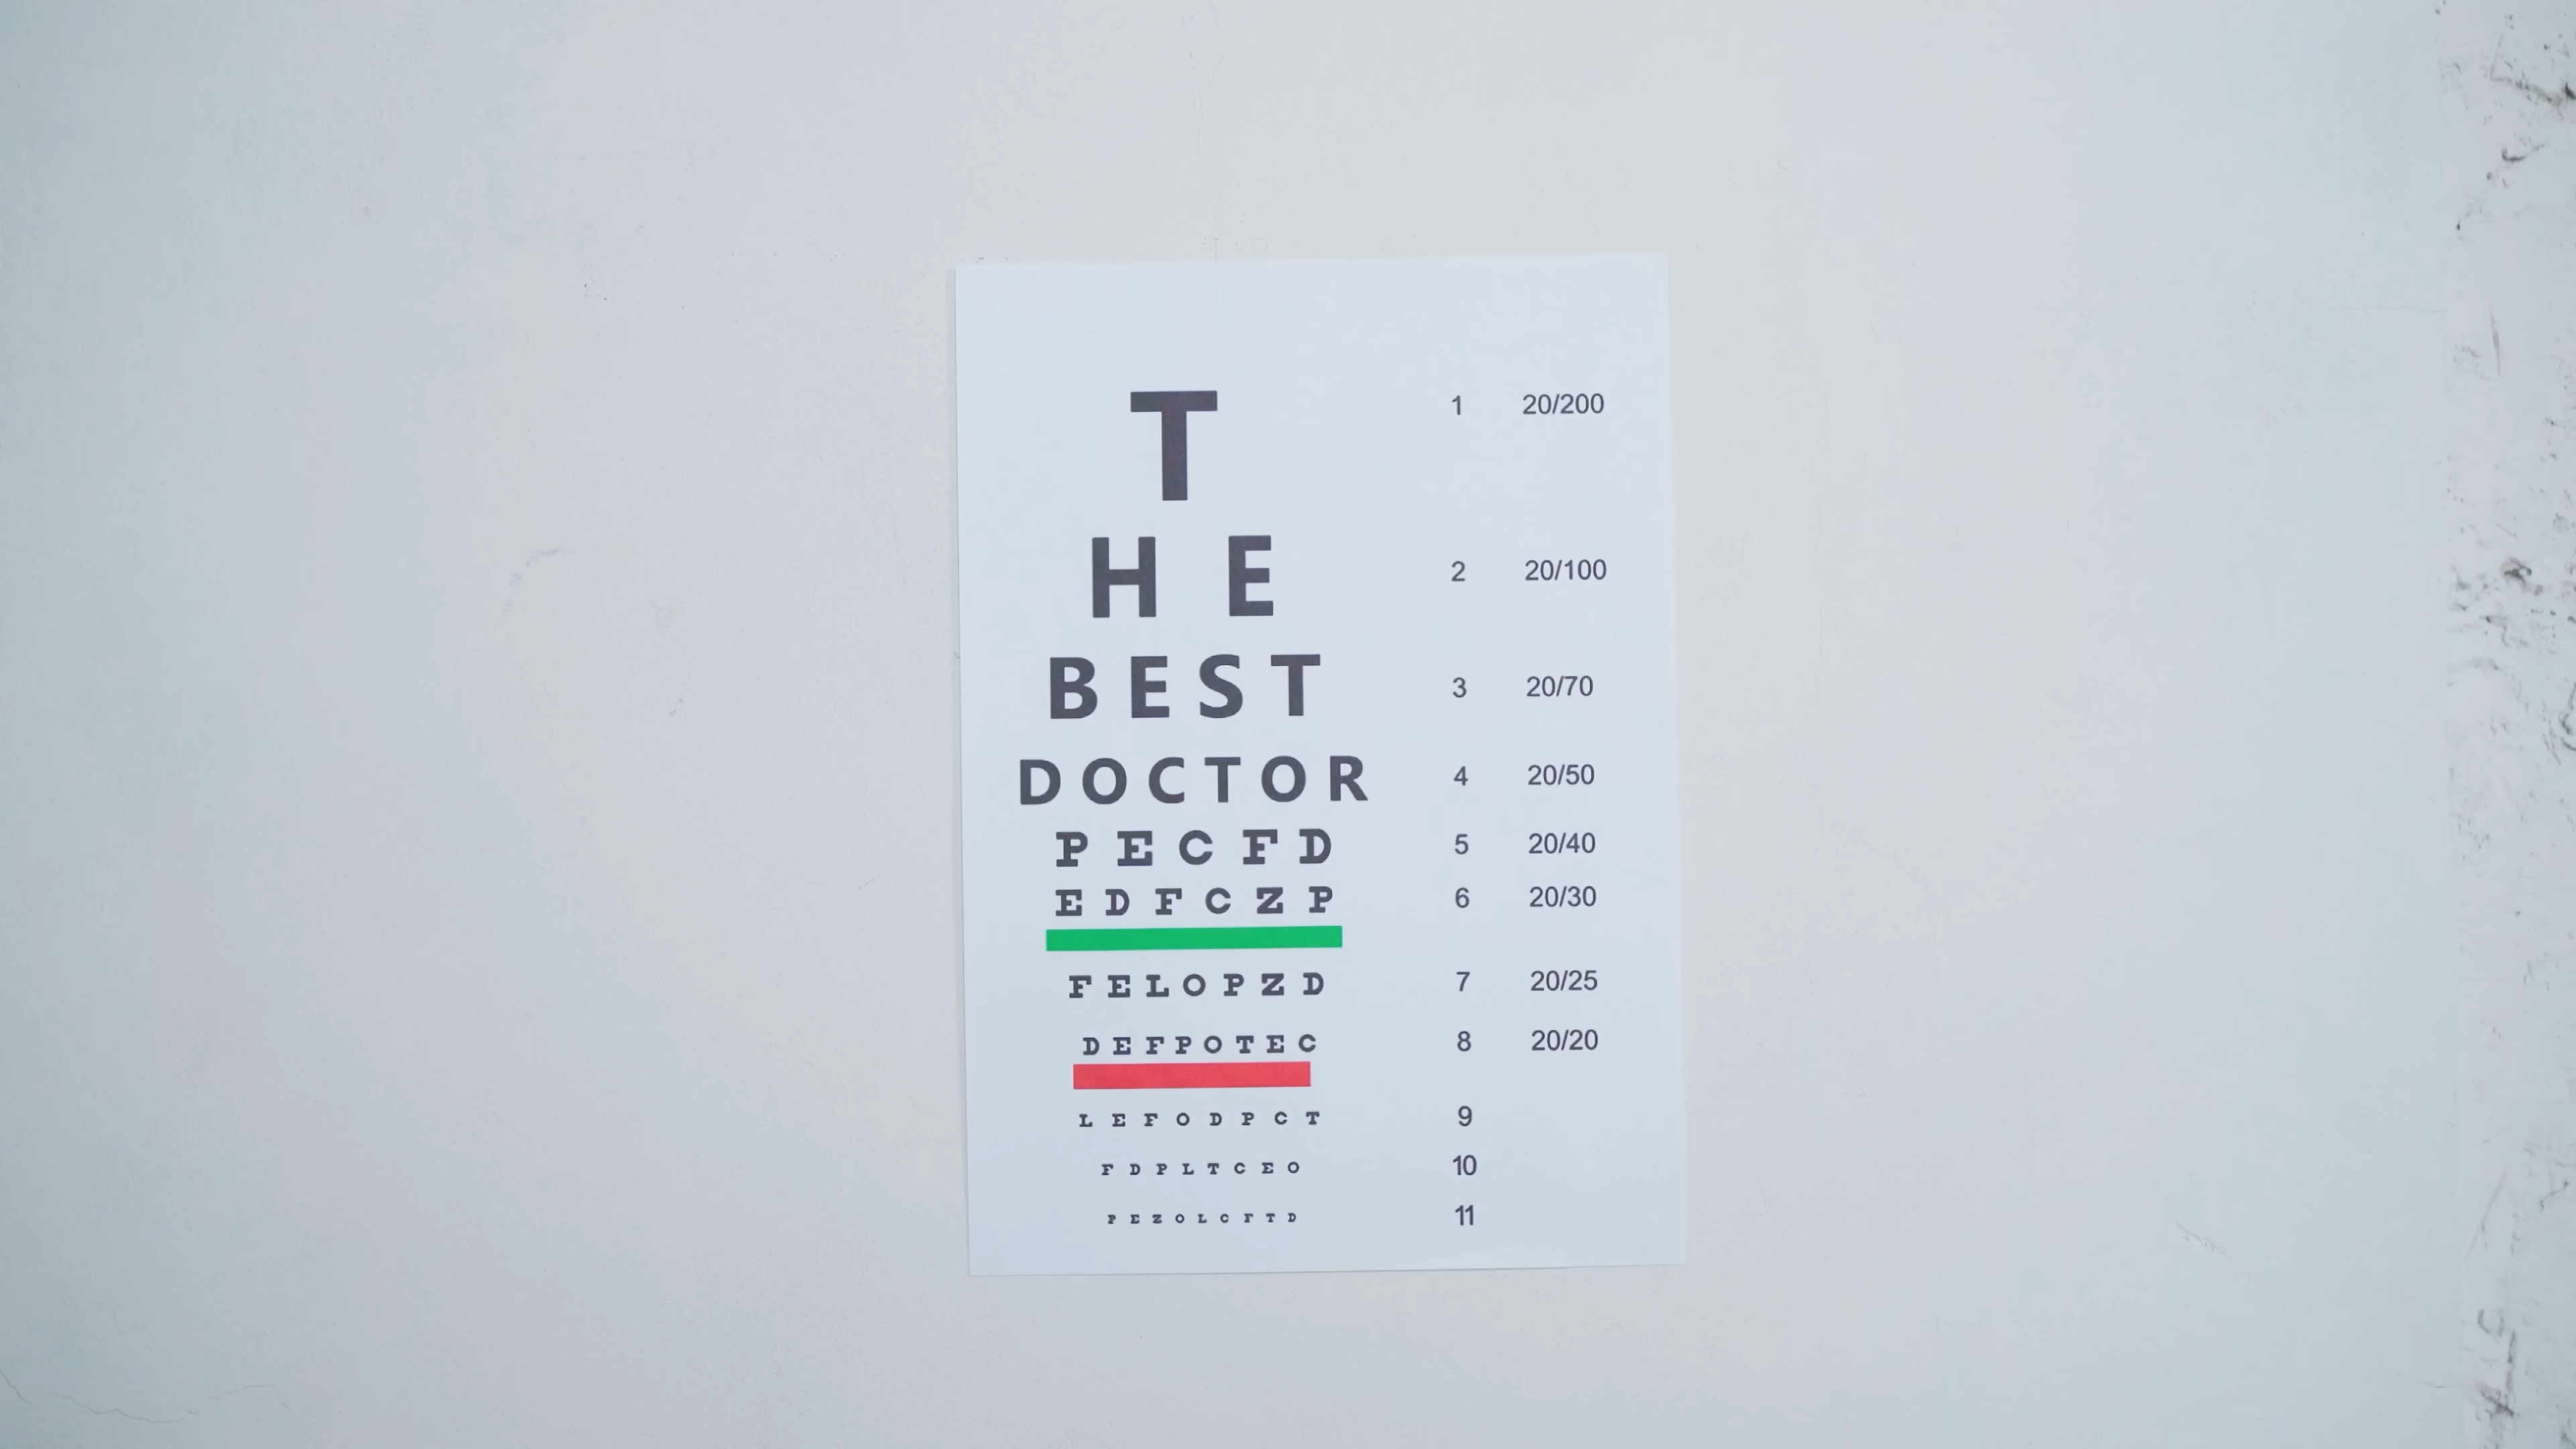 T 1 20/200
H E 2 20/100
B E S T 3 20/70
D O C T O R 4 20/50
P E C F D 5 20/40
E D F C Z P 6 20/30
F E L O P Z D 7 20/25
D E F P O T E C 8 20/20
L E F O D P C T 9
F D P L T C E O 10
P E Z O L C F T D 11